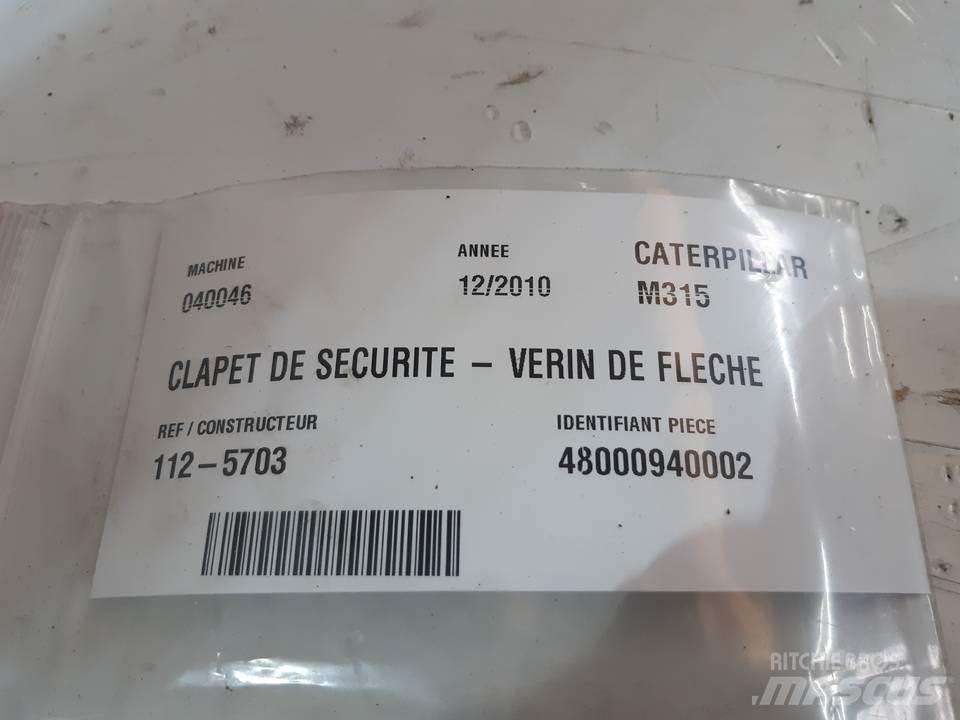 MACHINE
040046
ANNEE
12/2010
CATERPILLAR
M315
CLAPET DE SECURITE – VERIN DE FLECHE
REF / CONSTRUCTEUR
112-5703
IDENTIFIANT PIECE
48000940002
RITCHIE BROS.
MASCUS